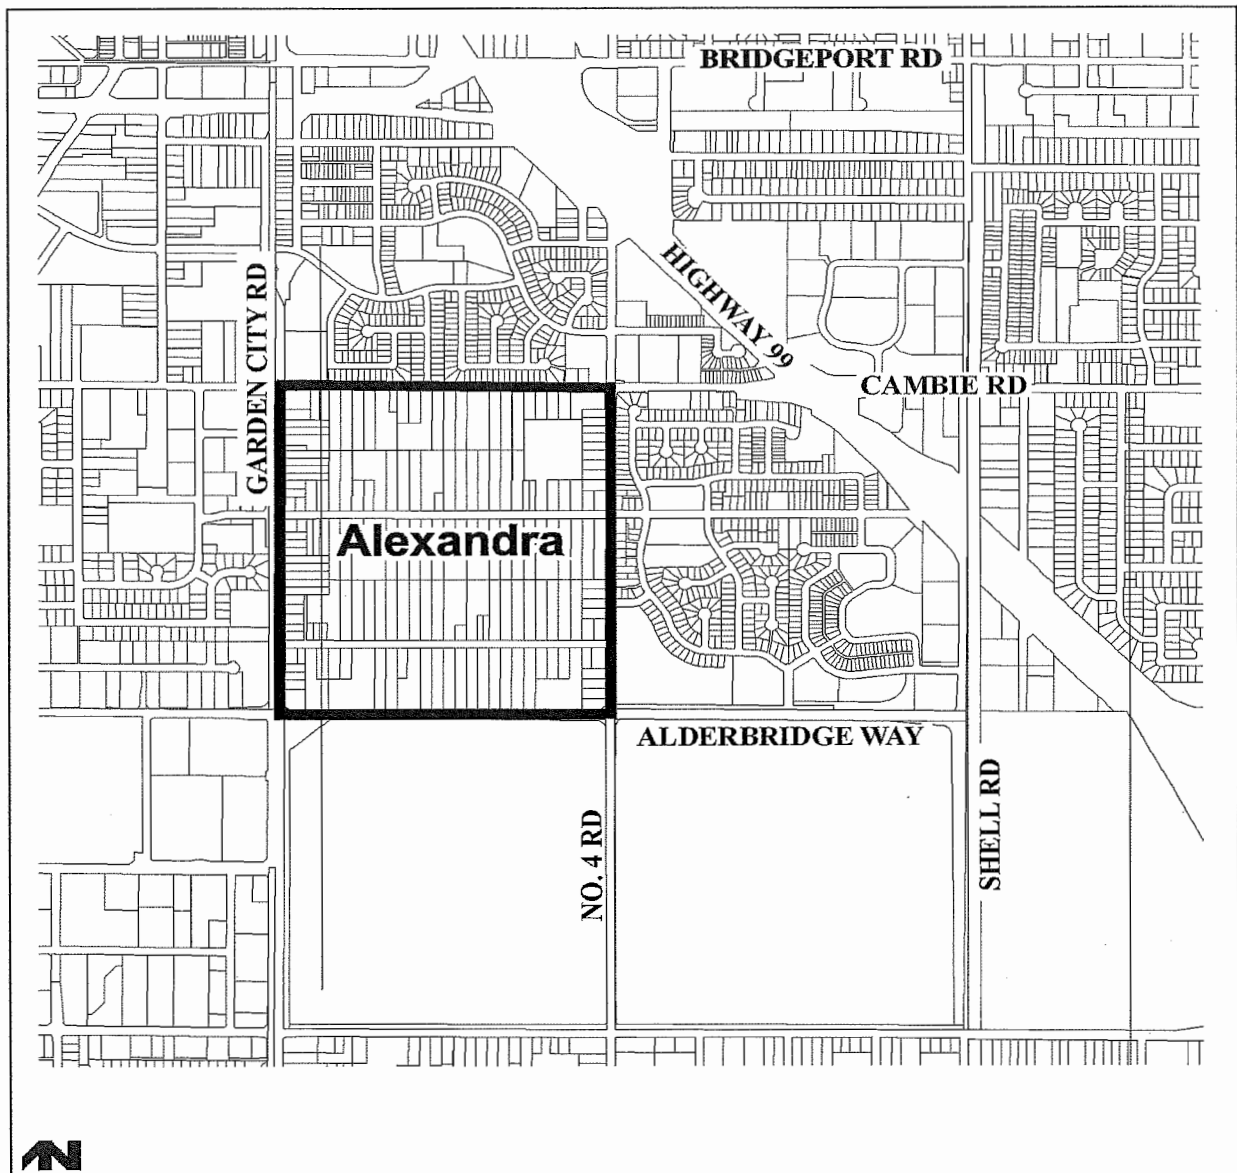 BRIDGEPORT RD
HIGHWAY 99
GARDEN CITY RD
CAMBIE RD
Alexandra
ALDERBRIDGE WAY
NO. 4 RD
SHELL RD
N